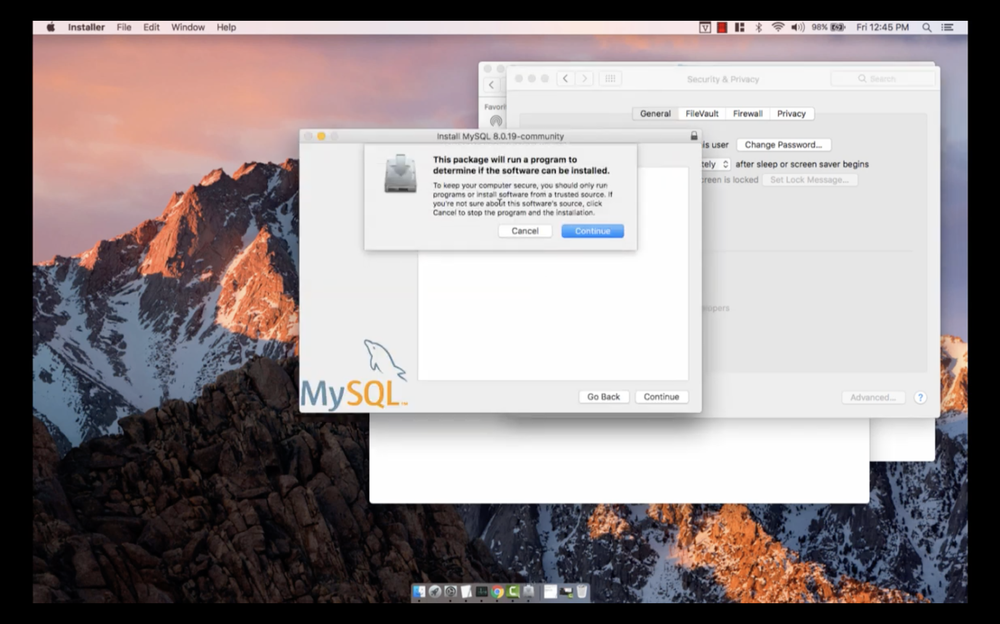 Installer File Edit Window Help
98% Fri 12:45 PM
Security & Privacy
Search
General FileVault Firewall Privacy
is user Change Password...
tely after sleep or screen saver begins
creen is locked Set Lock Message...
Advanced... ?
Install MySQL 8.0.19-community
This package will run a program to
determine if the software can be installed.
To keep your computer secure, you should only run
programs or install software from a trusted source. If
you're not sure about this software's source, click
Cancel to stop the program and the installation.
Cancel Continue
MySQL™
Go Back Continue